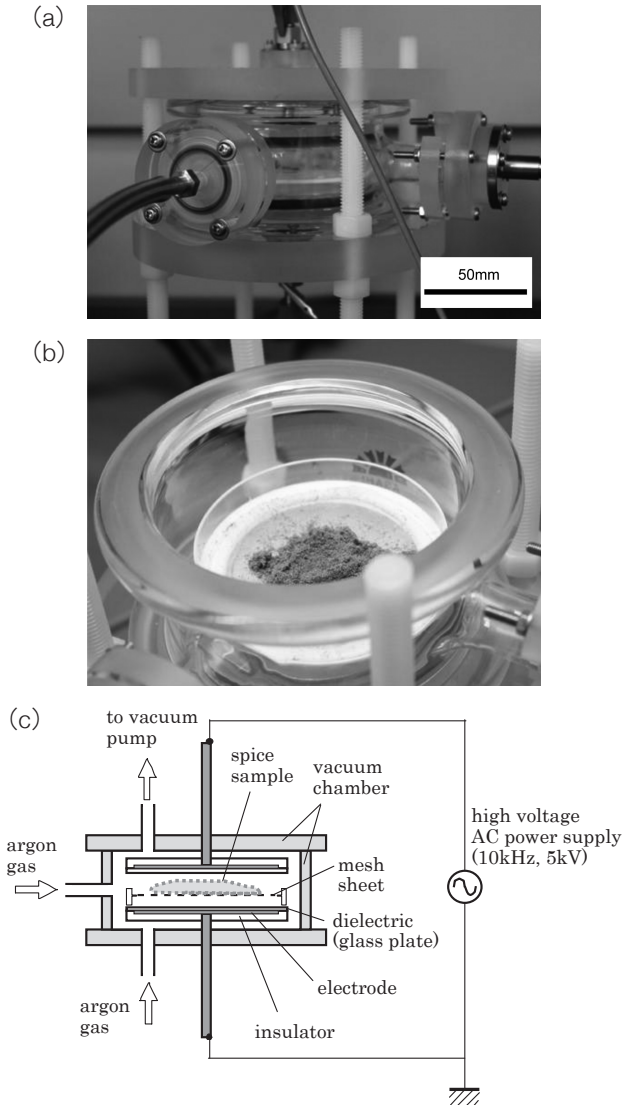 (a)
50mm
(b)
(c)
to vacuum
pump
spice
sample
vacuum
chamber
high voltage
AC power supply
(10kHz, 5kV)
argon
gas
mesh
sheet
dielectric
(glass plate)
electrode
argon
gas
insulator